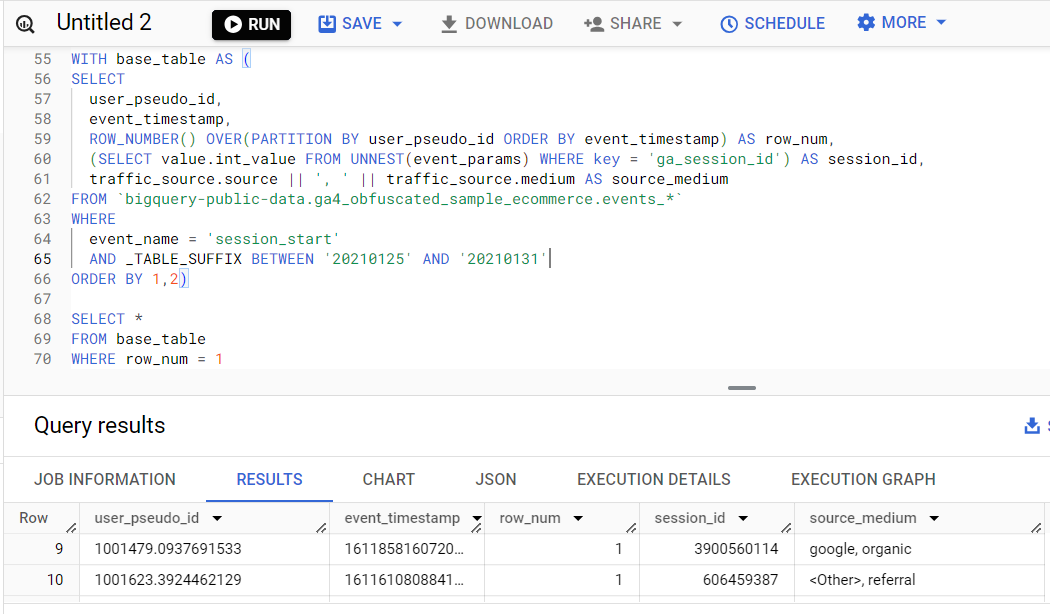 Untitled 2 RUN SAVE DOWNLOAD SHARE SCHEDULE MORE
55 WITH base_table AS (
56 SELECT
57 user_pseudo_id,
58 event_timestamp,
59 ROW_NUMBER() OVER(PARTITION BY user_pseudo_id ORDER BY event_timestamp) AS row_num,
60 (SELECT value.int_value FROM UNNEST(event_params) WHERE key = 'ga_session_id') AS session_id,
61 traffic_source.source || ', ' || traffic_source.medium AS source_medium
62 FROM `bigquery-public-data.ga4_obfuscated_sample_ecommerce.events_*`
63 WHERE
64 event_name = 'session_start'
65 AND _TABLE_SUFFIX BETWEEN '20210125' AND '20210131'
66 ORDER BY 1,2)
67
68 SELECT *
69 FROM base_table
70 WHERE row_num = 1
Query results
JOB INFORMATION RESULTS CHART JSON EXECUTION DETAILS EXECUTION GRAPH
Row user_pseudo_id event_timestamp row_num session_id source_medium
9 1001479.0937691533 1611858160720... 1 3900560114 google, organic
10 1001623.3924462129 1611610808841... 1 606459387 <Other>, referral